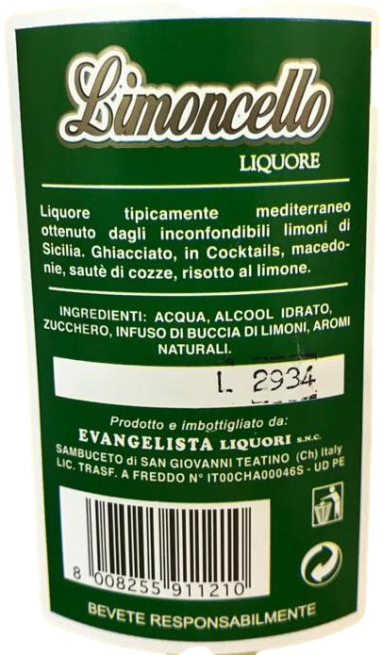 Limoncello
LIQUORE
Liquore tipicamente mediterraneo
ottenuto dagli inconfondibili limoni di
Sicilia. Ghiacciato, in Cocktails, macedo-
nie, sautè di cozze, risotto al limone.
INGREDIENTI: ACQUA, ALCOOL IDRATO,
ZUCCHERO, INFUSO DI BUCCIA DI LIMONI, AROMI
NATURALI.
L 2934
Prodotto e imbottigliato da:
EVANGELISTA LIQUORI S.N.C.
SAMBUCETO di SAN GIOVANNI TEATINO (Ch) Italy
LIC. TRASF. A FREDDO N° IT00CHA00046S - UD PE
8 008255 911210
BEVETE RESPONSABILMENTE